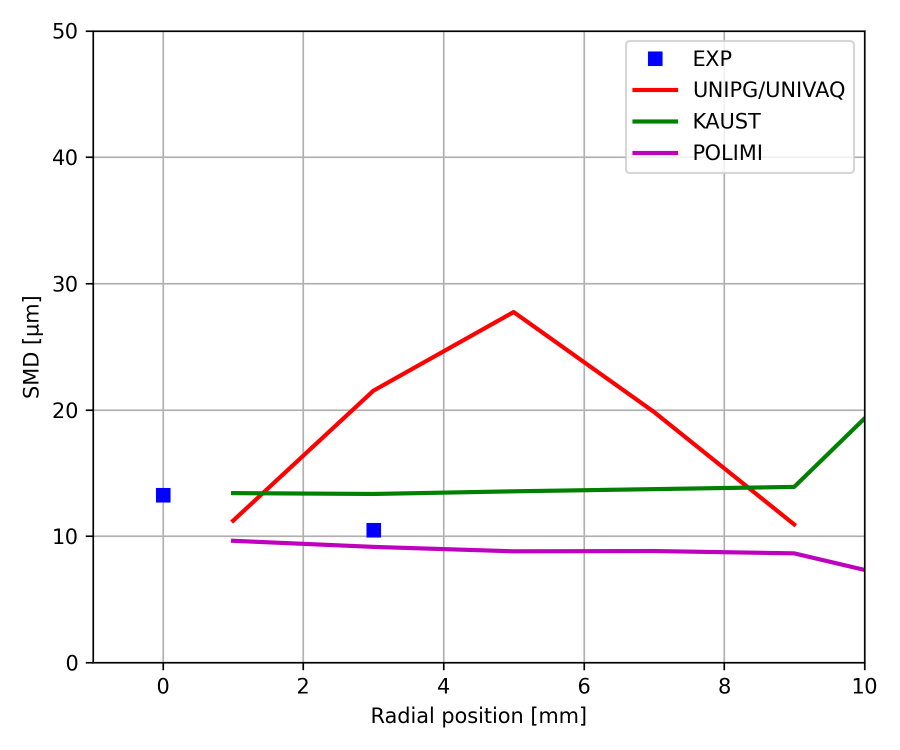 50
40
30
20
10
0
SMD [µm]
EXP
UNIPG/UNIVAQ
KAUST
POLIMI
0 2 4 6 8 10
Radial position [mm]